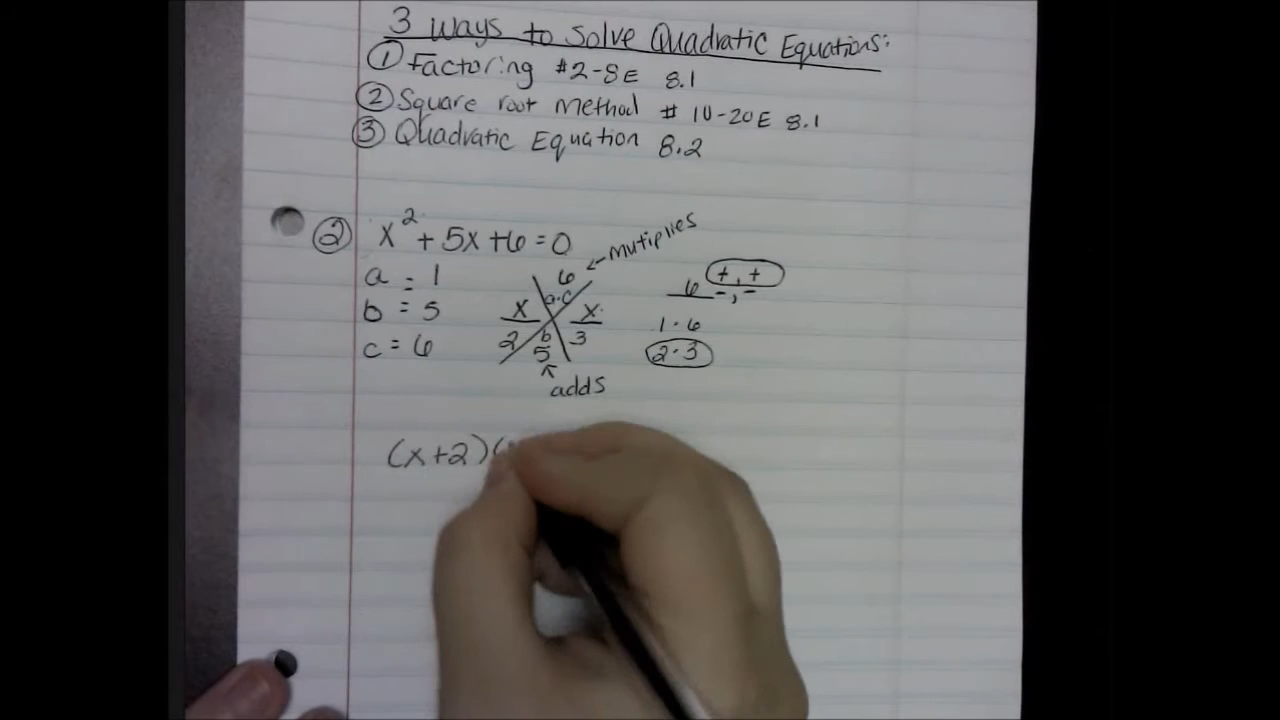 3 Ways to Solve Quadratic Equations:
① Factoring #2-8E 8.1
② Square root method # 10-20E 8.1
③ Quadratic Equation 8.2
② x² + 5x + 6 = 0
a = 1
b = 5
c = 6
6 ← mutiplies
a·c
x x
2 b 3
5
↑
adds
6 +, +
-, -
1 · 6
2 · 3
(x+2)(